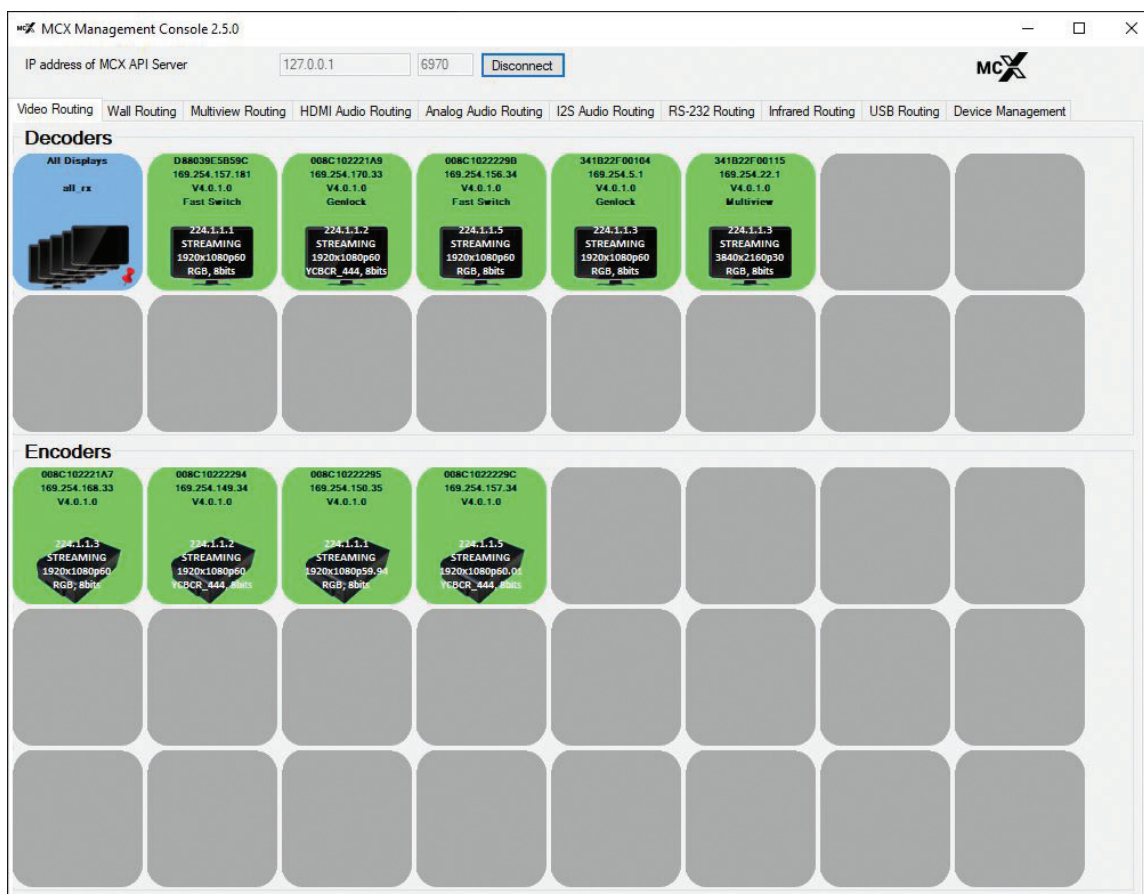 MCX MCX Management Console 2.5.0
IP address of MCX API Server 127.0.0.1 6970 Disconnect MCX
Video Routing Wall Routing Multiview Routing HDMI Audio Routing Analog Audio Routing I2S Audio Routing RS-232 Routing Infrared Routing USB Routing Device Management
Decoders
All Displays
all_rx
D88039E5B59C
169.254.157.181
V4.0.1.0
Fast Switch
224.1.1.1
STREAMING
1920x1080p60
RGB, 8bits
008C102221A9
169.254.170.33
V4.0.1.0
Genlock
224.1.1.2
STREAMING
1920x1080p60
YCBCR_444, 8bits
008C1022229B
169.254.156.34
V4.0.1.0
Fast Switch
224.1.1.5
STREAMING
1920x1080p60
RGB, 8bits
341B22F00104
169.254.5.1
V4.0.1.0
Genlock
224.1.1.3
STREAMING
1920x1080p60
RGB, 8bits
341B22F00115
169.254.22.1
V4.0.1.0
Multiview
224.1.1.3
STREAMING
3840x2160p30
RGB, 8bits
Encoders
008C102221A7
169.254.168.33
V4.0.1.0
224.1.1.3
STREAMING
1920x1080p60
RGB, 8bits
008C10222294
169.254.149.34
V4.0.1.0
224.1.1.2
STREAMING
1920x1080p60
YCBCR_444, 8bits
008C10222295
169.254.150.35
V4.0.1.0
224.1.1.1
STREAMING
1920x1080p59.94
RGB, 8bits
008C1022229C
169.254.157.34
V4.0.1.0
224.1.1.5
STREAMING
1920x1080p60.01
YCBCR_444, 8bits